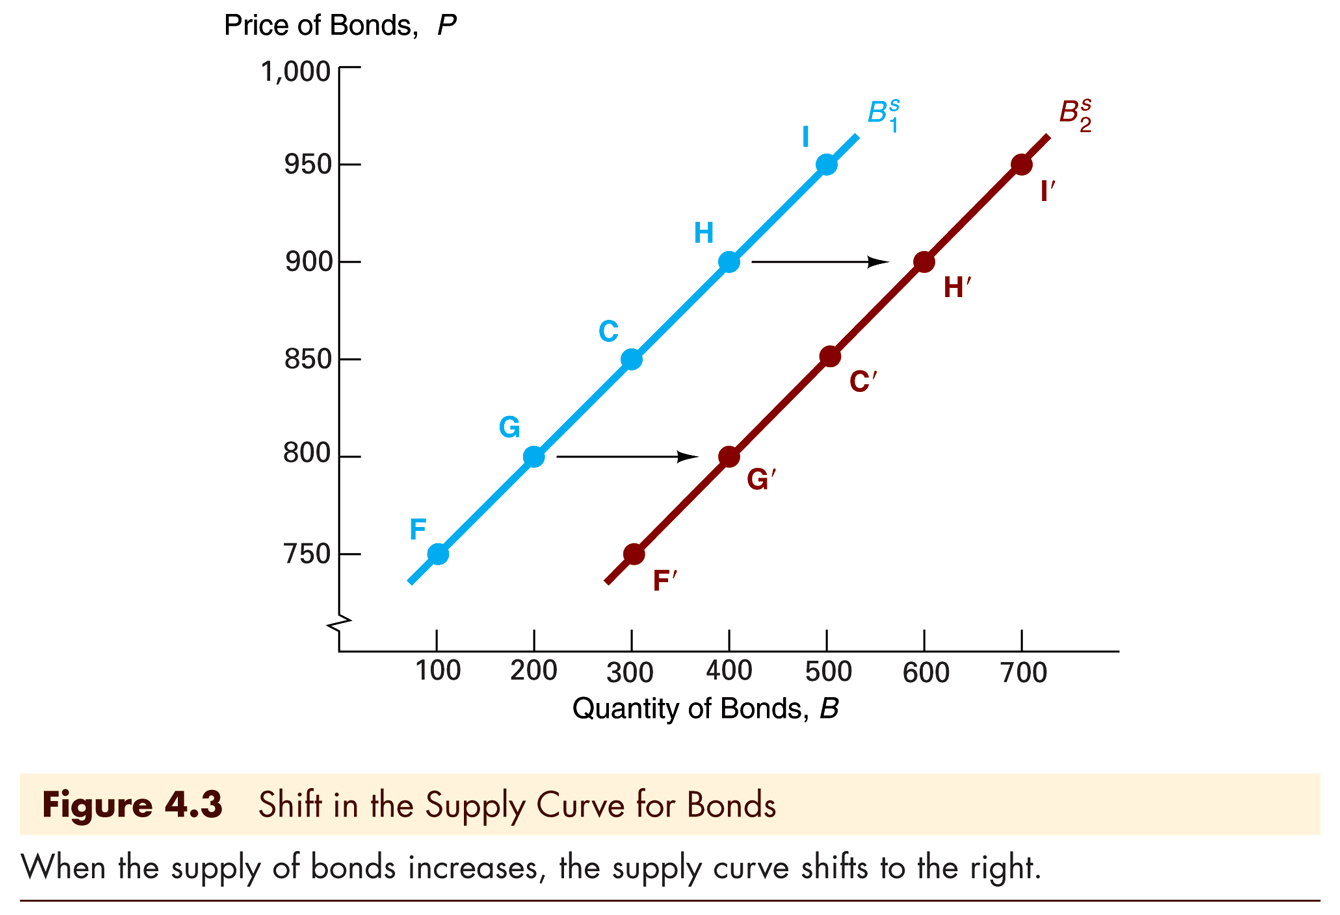 Price of Bonds, P
1,000
B₁ˢ
B₂ˢ
I
950
I′
H
900
H′
C
850
C′
G
800
G′
F
750
F′
100 200 300 400 500 600 700
Quantity of Bonds, B
Figure 4.3 Shift in the Supply Curve for Bonds
When the supply of bonds increases, the supply curve shifts to the right.